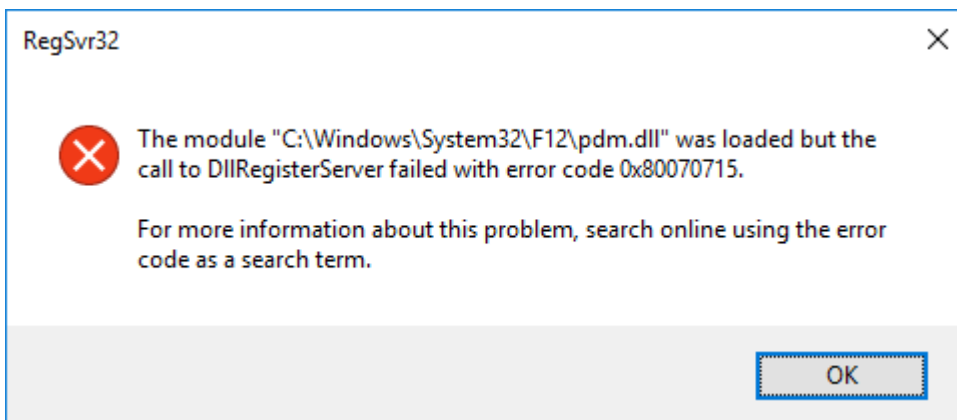 RegSvr32
The module "C:\Windows\System32\F12\pdm.dll" was loaded but the
call to DllRegisterServer failed with error code 0x80070715.
For more information about this problem, search online using the error
code as a search term.
OK